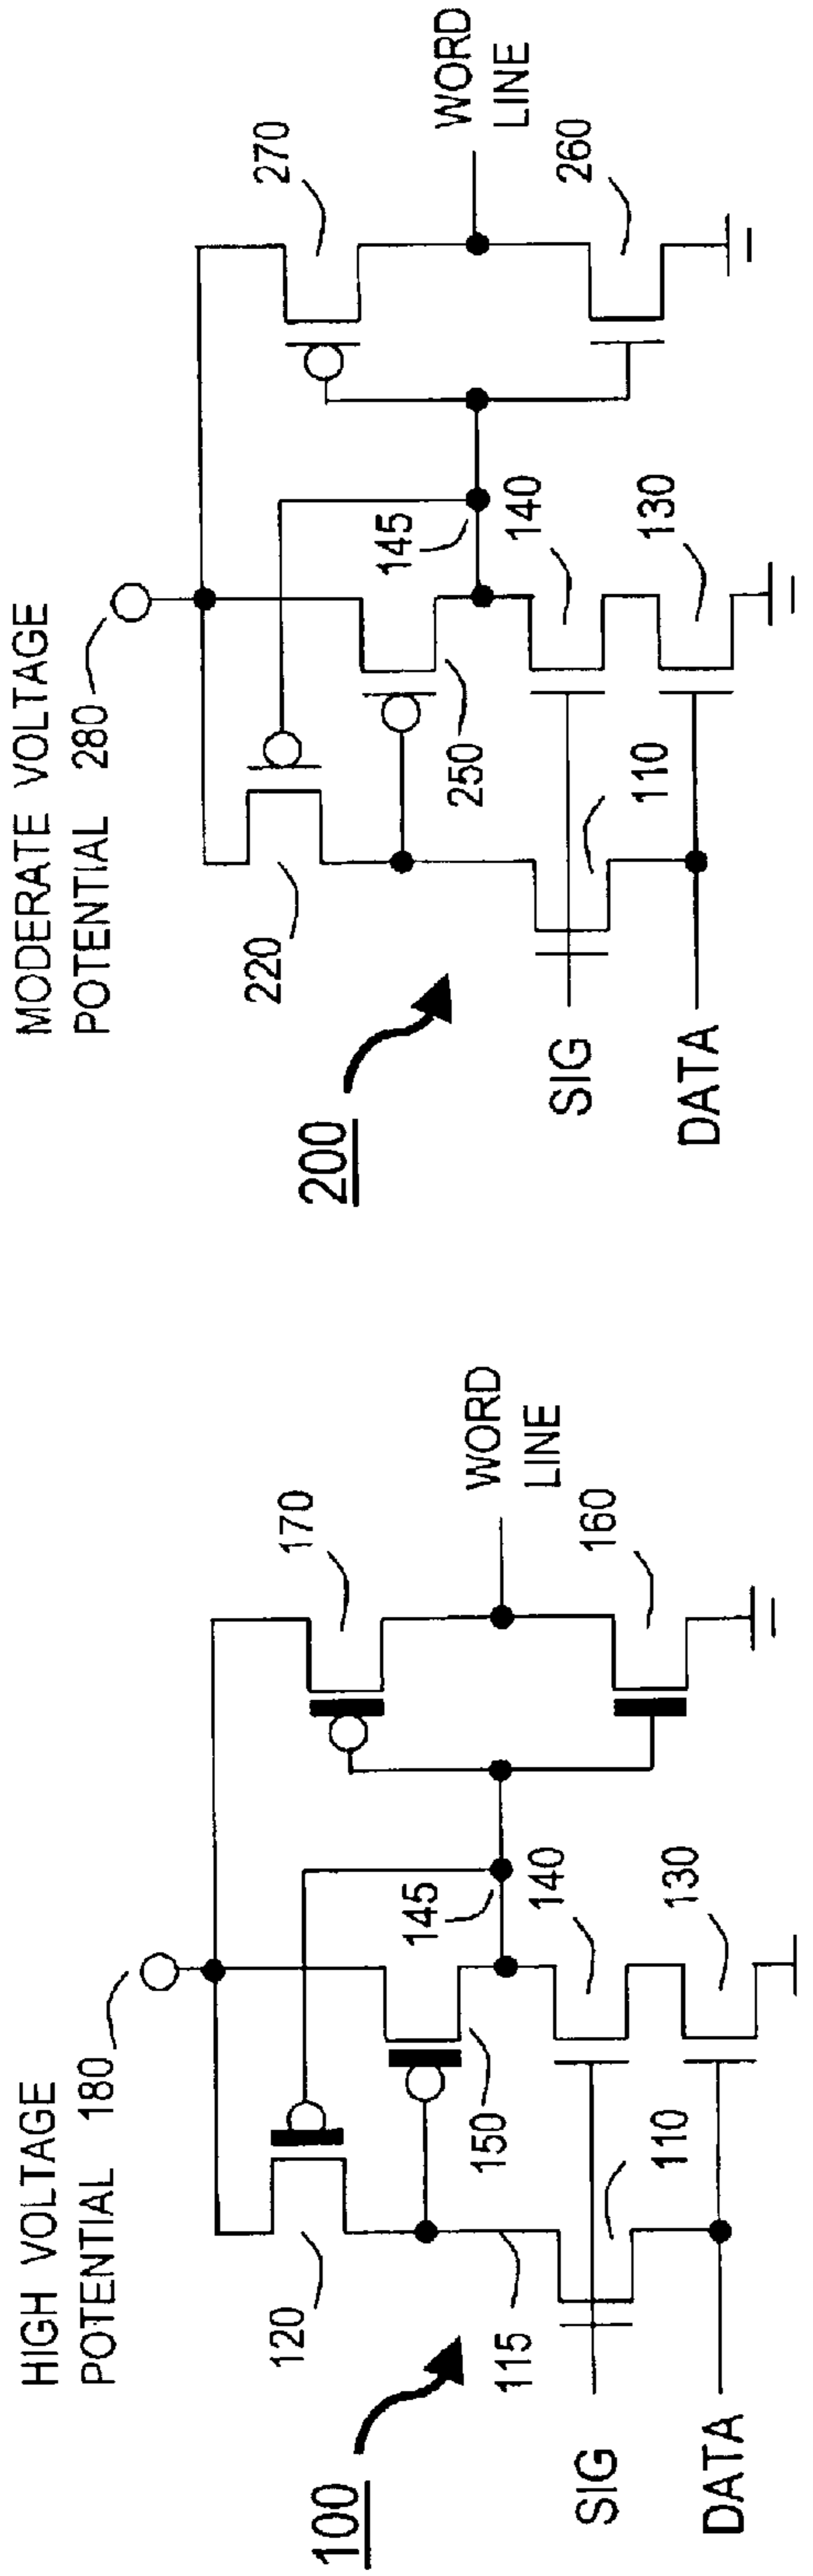 HIGH VOLTAGE
POTENTIAL 180
100
120
115
150
110
145
140
130
170
160
WORD
LINE
SIG
DATA
MODERATE VOLTAGE
POTENTIAL 280
200
220
250
110
145
140
130
270
260
WORD
LINE
SIG
DATA